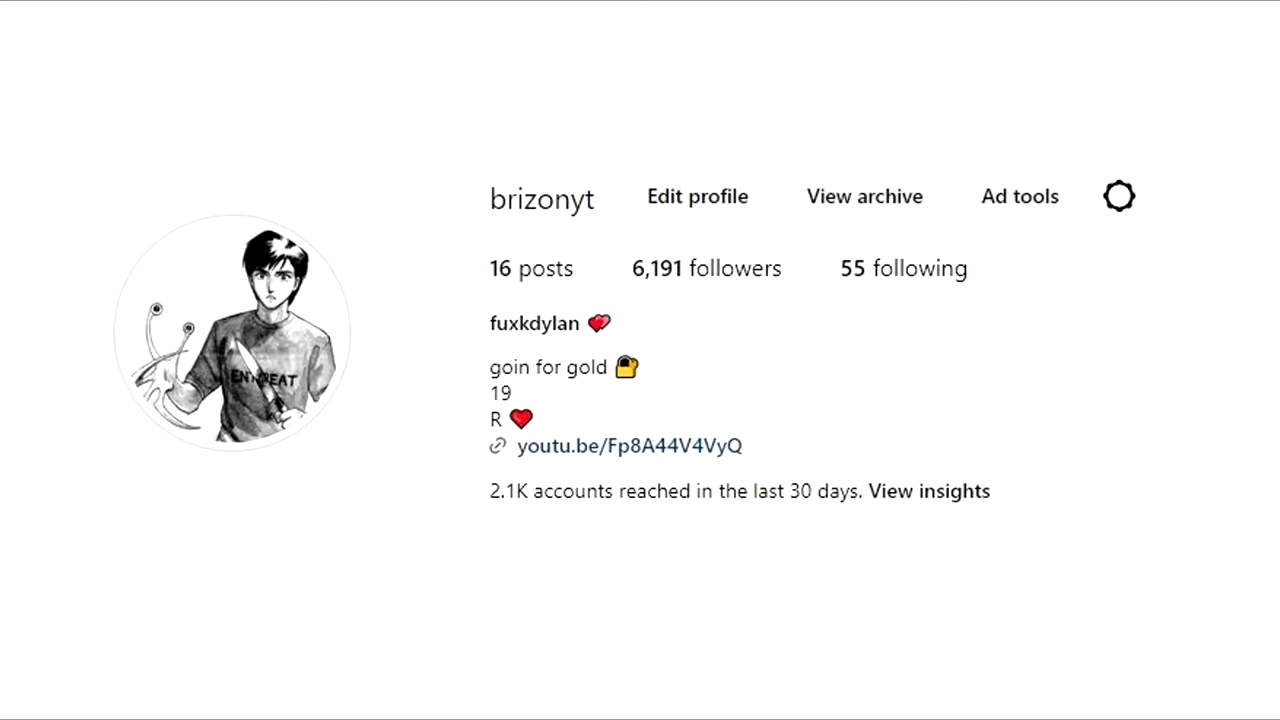 brizonyt Edit profile View archive Ad tools
16 posts 6,191 followers 55 following
fuxkdylan 💕
goin for gold 🔐
19
R ❤️
youtu.be/Fp8A44V4VyQ
2.1K accounts reached in the last 30 days. View insights